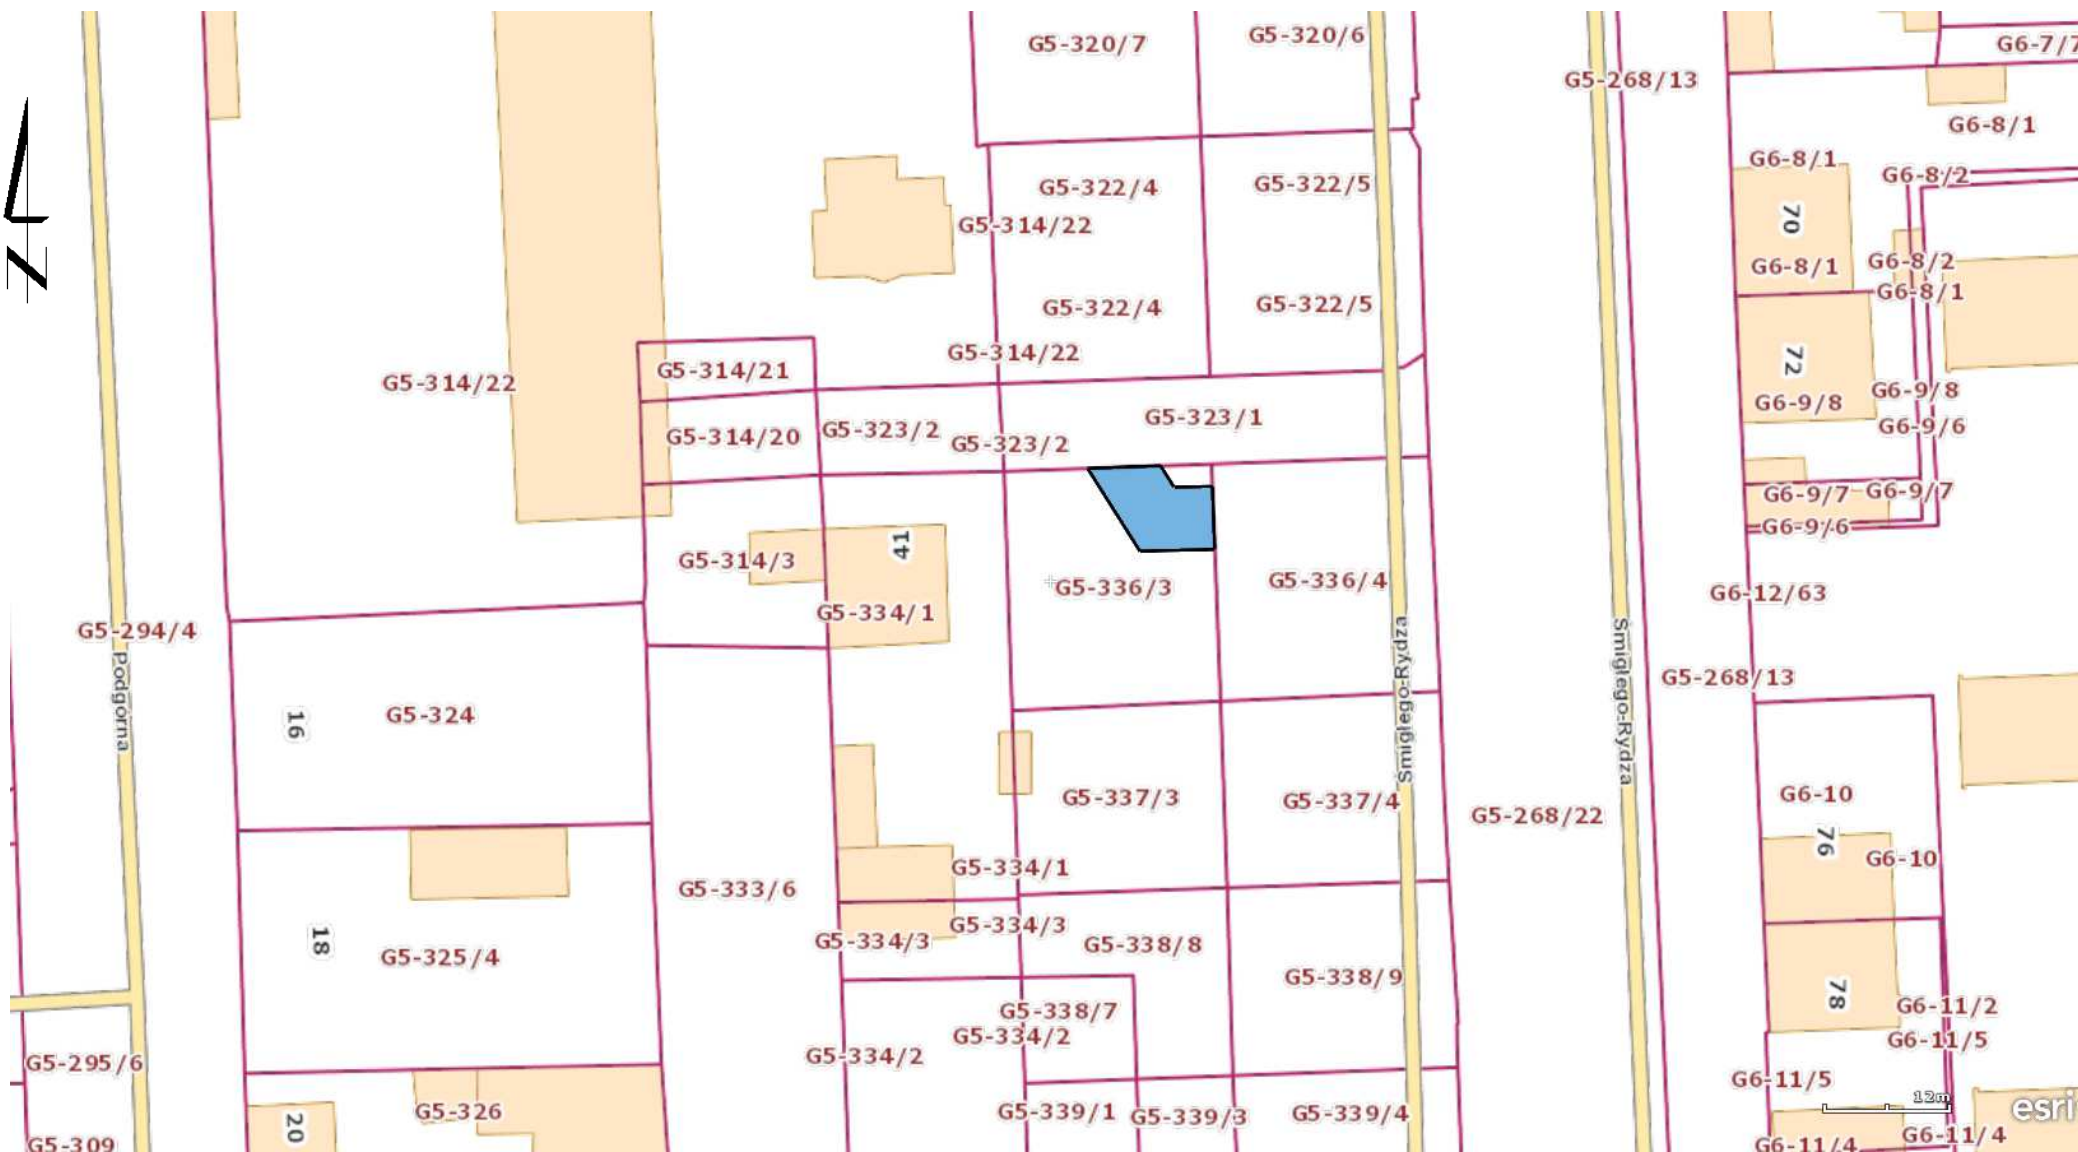 G5-320/7
G5-320/6
G6-7/7
G5-268/13
G6-8/1
G6-8/1
G5-322/4
G5-322/5
G6-8/2
70
G5-314/22
N
G6-8/1
G6-8/2
G6-8/1
G5-322/4
G5-322/5
G5-314/22
72
G5-314/21
G5-314/22
G6-9/8
G6-9/8
G5-323/1
G6-9/6
G5-314/20
G5-323/2
G5-323/2
G6-9/7
G6-9/7
G6-9/6
41
G5-314/3
G5-336/3
G5-336/4
G6-12/63
G5-334/1
G5-294/4
Podgórna
Śmigłego-Rydza
Śmigłego-Rydza
G5-268/13
16
G5-324
G5-337/3
G5-337/4
G6-10
G5-268/22
76
G6-10
G5-334/1
G5-333/6
G5-334/3
G5-334/3
G5-338/8
18
G5-325/4
G5-338/9
78
G6-11/2
G5-338/7
G5-334/2
G6-11/5
G5-334/2
G5-295/6
G6-11/5
12m
G5-326
G5-339/1
G5-339/3
G5-339/4
esri
20
G6-11/4
G6-11/4
G5-309